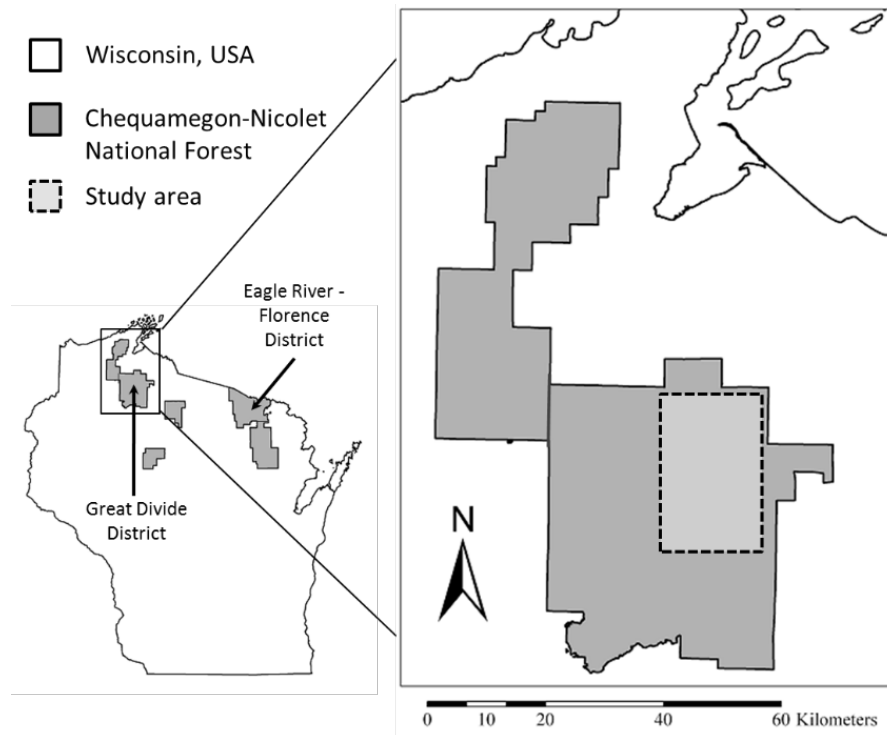 Wisconsin, USA
Chequamegon-Nicolet
National Forest
Study area
Eagle River -
Florence
District
Great Divide
District
N
0 10 20 40 60 Kilometers